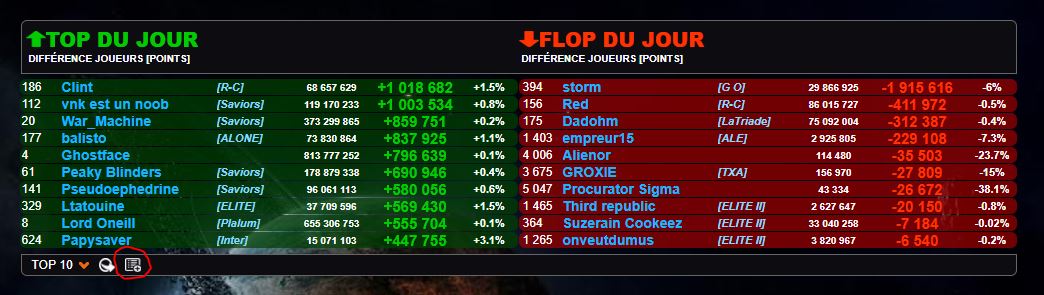 TOP DU JOUR
DIFFÉRENCE JOUEURS [POINTS]
186 Clint [R-C] 68 657 629 +1 018 682 +1.5%
112 vnk est un noob [Saviors] 119 170 233 +1 003 534 +0.8%
20 War_Machine [Saviors] 373 299 865 +859 751 +0.2%
177 balisto [ALONE] 73 830 864 +837 925 +1.1%
4 Ghostface 813 777 252 +796 639 +0.1%
61 Peaky Blinders [Saviors] 178 879 338 +690 946 +0.4%
141 Pseudoephedrine [Saviors] 96 061 113 +580 056 +0.6%
329 Ltatouine [ELITE] 37 709 596 +569 430 +1.5%
8 Lord Oneill [Plalum] 655 306 753 +555 704 +0.1%
624 Papysaver [Inter] 15 071 103 +447 755 +3.1%
FLOP DU JOUR
DIFFÉRENCE JOUEURS [POINTS]
394 storm [G O] 29 866 925 -1 915 616 -6%
156 Red [R-C] 86 015 727 -411 972 -0.5%
175 Dadohm [LaTriade] 75 092 004 -312 387 -0.4%
1 403 empreur15 [ALE] 2 925 805 -229 108 -7.3%
4 006 Alienor 114 480 -35 503 -23.7%
3 675 GROXIE [TXA] 156 970 -27 809 -15%
5 047 Procurator Sigma 43 334 -26 672 -38.1%
1 465 Third republic [ELITE II] 2 627 647 -20 150 -0.8%
364 Suzerain Cookeez [ELITE II] 33 040 258 -7 184 -0.02%
1 265 onveutdumus [ELITE II] 3 820 967 -6 540 -0.2%
TOP 10